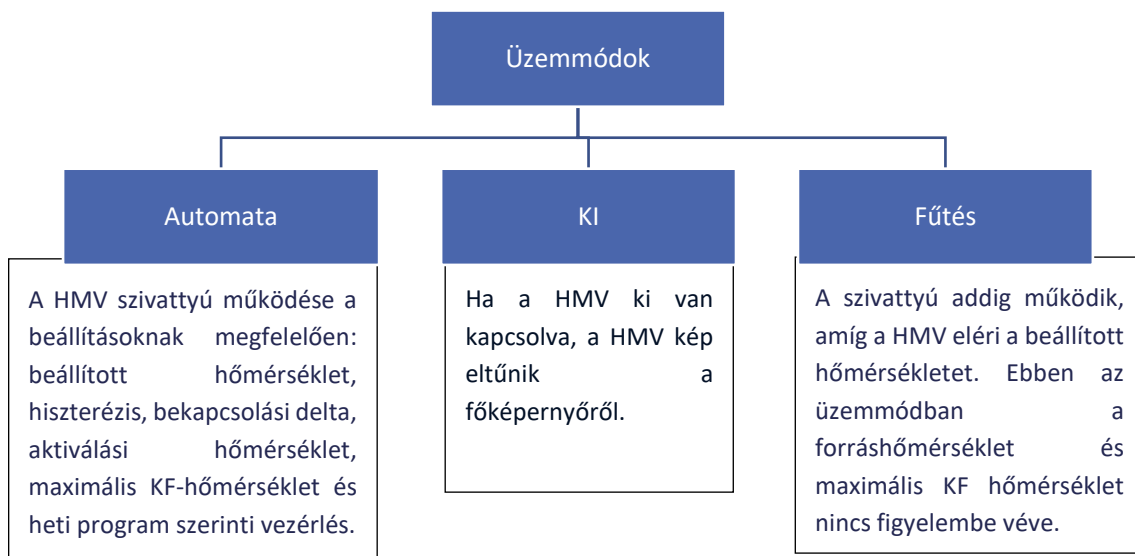 Üzemmódok
Automata
A HMV szivattyú működése a
beállításoknak megfelelően:
beállított hőmérséklet,
hiszterézis, bekapcsolási delta,
aktiválási hőmérséklet,
maximális KF-hőmérséklet és
heti program szerinti vezérlés.
KI
Ha a HMV ki van
kapcsolva, a HMV kép
eltűnik a
főképernyőről.
Fűtés
A szivattyú addig működik,
amíg a HMV eléri a beállított
hőmérsékletet. Ebben az
üzemmódban a
forráshőmérséklet és
maximális KF hőmérséklet
nincs figyelembe véve.